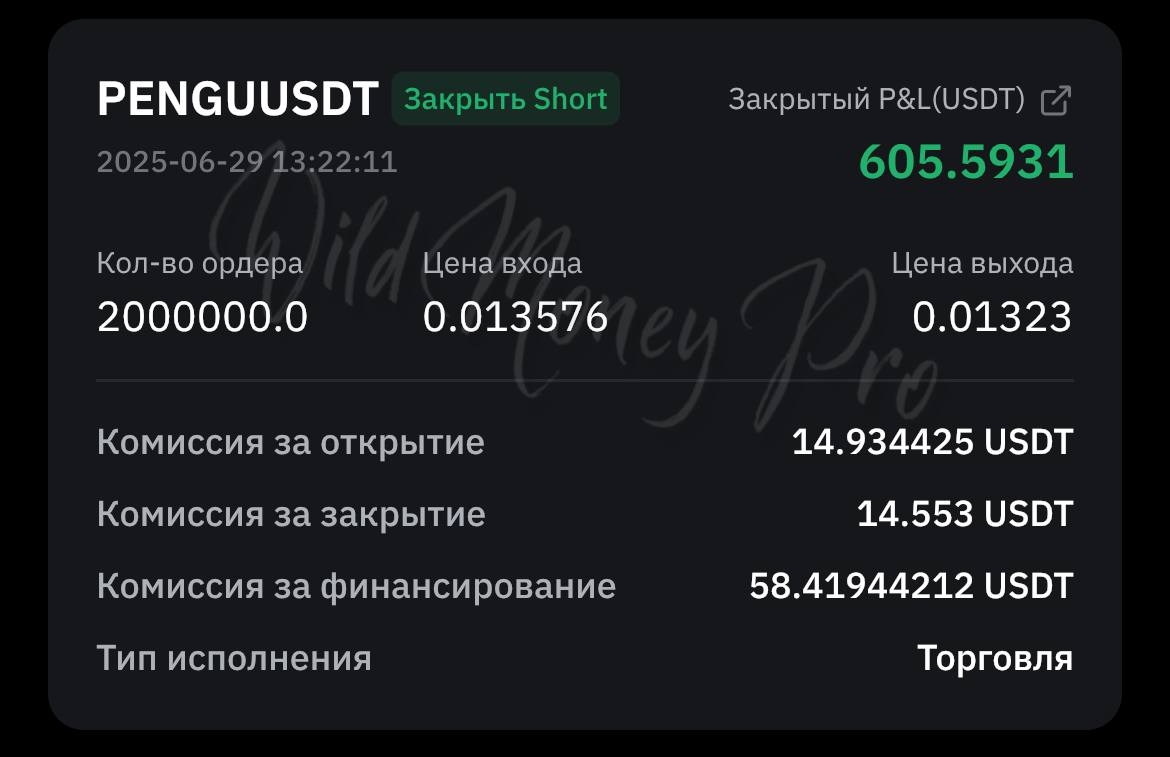 PENGUUSDT Закрыть Short Закрытый P&L(USDT)
2025-06-29 13:22:11 605.5931
Wild Money Pro
Кол-во ордера Цена входа Цена выхода
2000000.0 0.013576 0.01323
Комиссия за открытие 14.934425 USDT
Комиссия за закрытие 14.553 USDT
Комиссия за финансирование 58.41944212 USDT
Тип исполнения Торговля